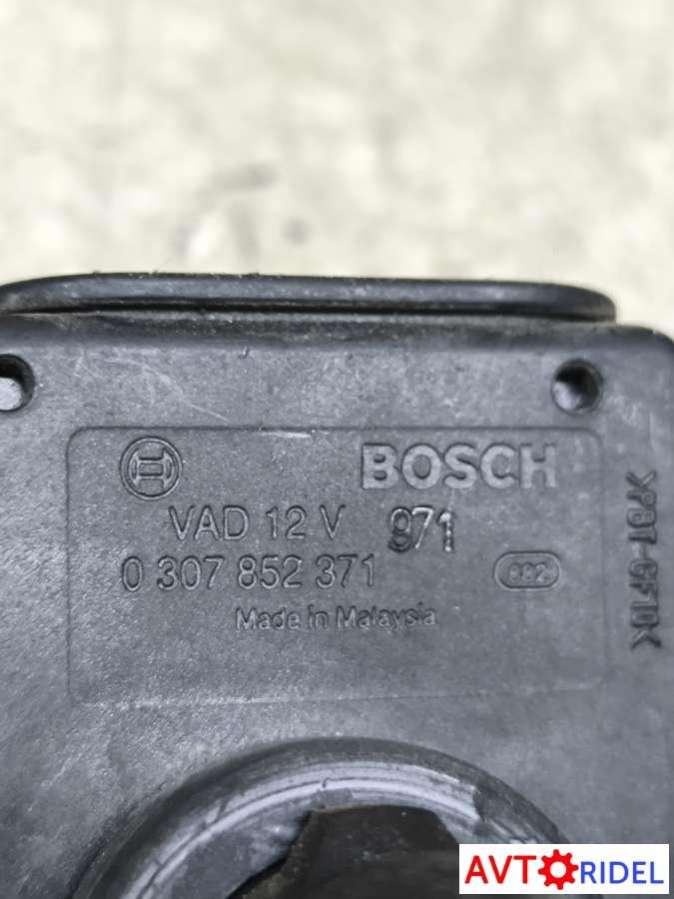 BOSCH
VAD 12 V 971
0 307 852 371
Made in Malaysia
AVTORIDEL